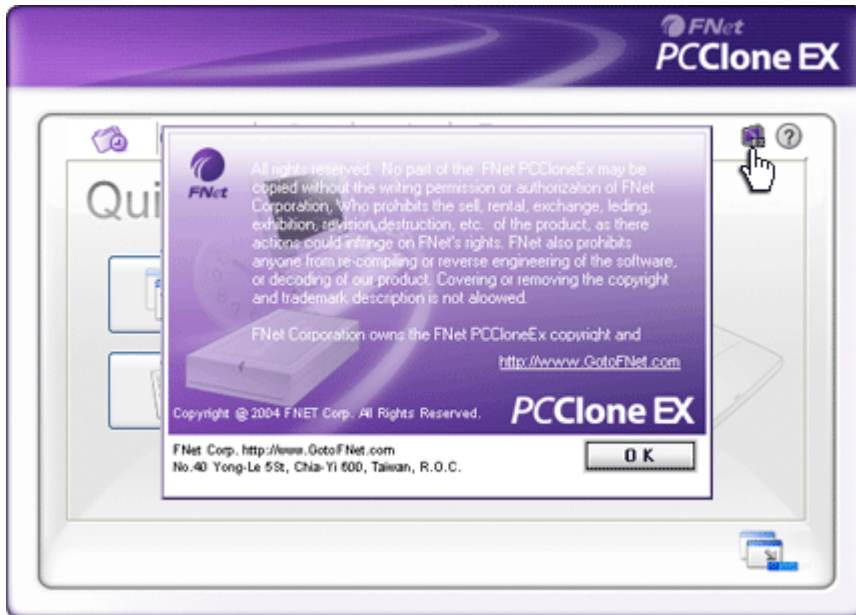 FNet
PCClone EX
Qui
FNet
All rights reserved. No part of the FNet PCCloneEx may be
copied without the writing permission or authorization of FNet
Corporation, Who prohibits the sell, rental, exchange, leding,
exhibition, revision,destruction, etc. of the product, as there
actions could infringe on FNet's rights. FNet also prohibits
anyone from re-compiling or reverse engineering of the software,
or decoding of our product. Covering or removing the copyright
and trademark description is not aloowed.
FNet Corporation owns the FNet PCCloneEx copyright and
http://www.GotoFNet.com
Copyright @ 2004 FNET Corp. All Rights Reserved.
PCClone EX
FNet Corp. http://www.GotoFNet.com
No.40 Yong-Le 5St, Chia-Yi 600, Taiwan, R.O.C.
OK